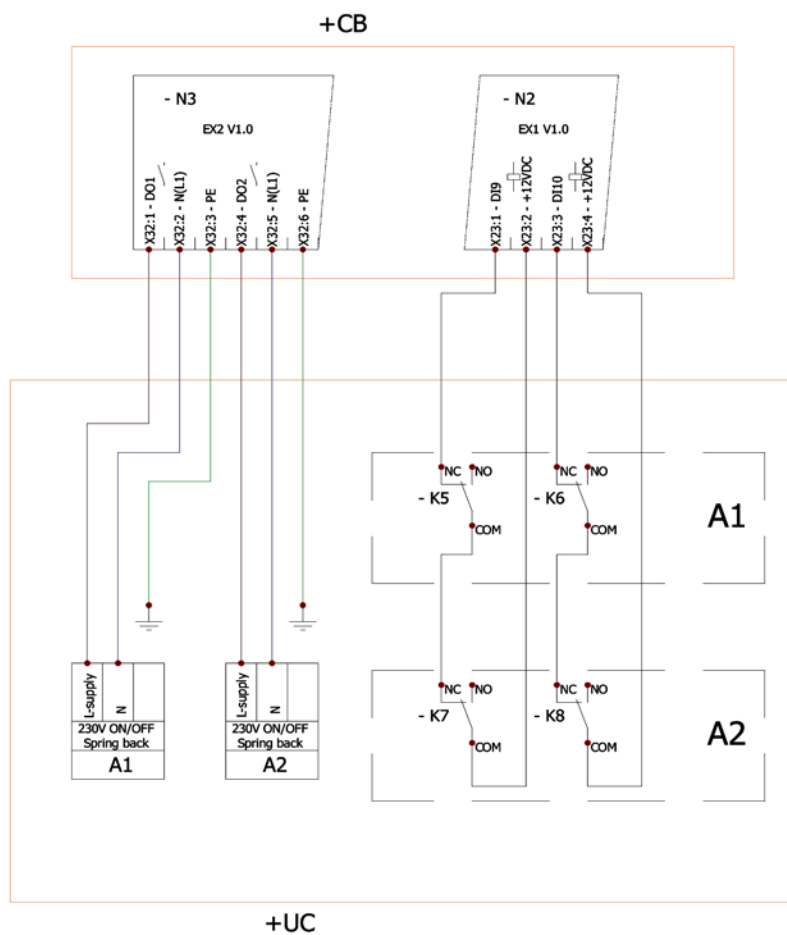 +CB
- N3
EX2 V1.0
X32:1 - DO1
X32:2 - N(L1)
X32:3 - PE
X32:4 - DO2
X32:5 - N(L1)
X32:6 - PE
- N2
EX1 V1.0
X23:1 - DI9
X23:2 - +12VDC
X23:3 - DI10
X23:4 - +12VDC
NC NO
- K5
COM
NC NO
- K6
COM
A1
L-supply
N
230V ON/OFF
Spring back
A1
L-supply
N
230V ON/OFF
Spring back
A2
NC NO
- K7
COM
NC NO
- K8
COM
A2
+UC